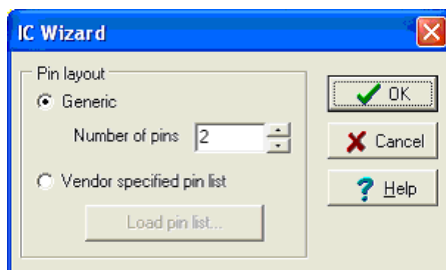 IC Wizard
Pin layout
Generic
Number of pins 2
Vendor specified pin list
Load pin list...
OK
Cancel
Help